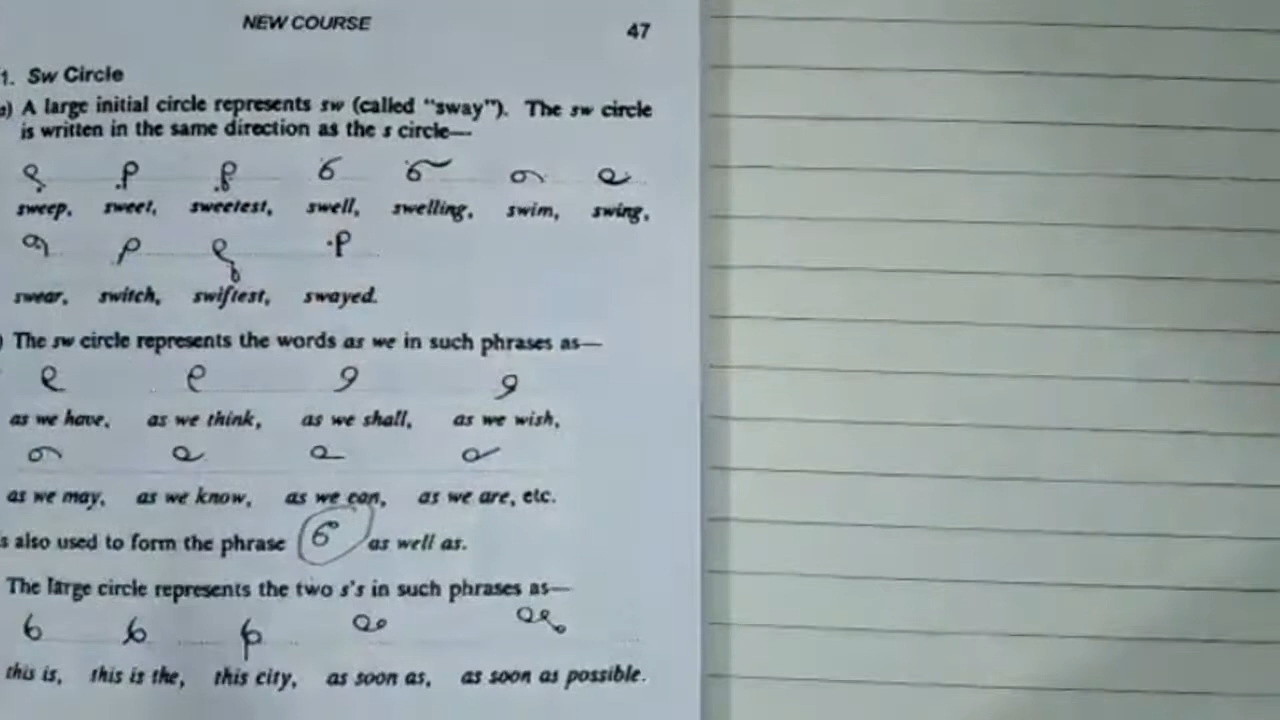 NEW COURSE
47
1. Sw Circle
a) A large initial circle represents sw (called "sway"). The sw circle
is written in the same direction as the s circle—
sweep, sweet, sweetest, swell, swelling, swim, swing,
swear, switch, swiftest, swayed.
) The sw circle represents the words as we in such phrases as—
as we have, as we think, as we shall, as we wish,
as we may, as we know, as we can, as we are, etc.
s also used to form the phrase as well as.
The large circle represents the two s's in such phrases as—
this is, this is the, this city, as soon as, as soon as possible.